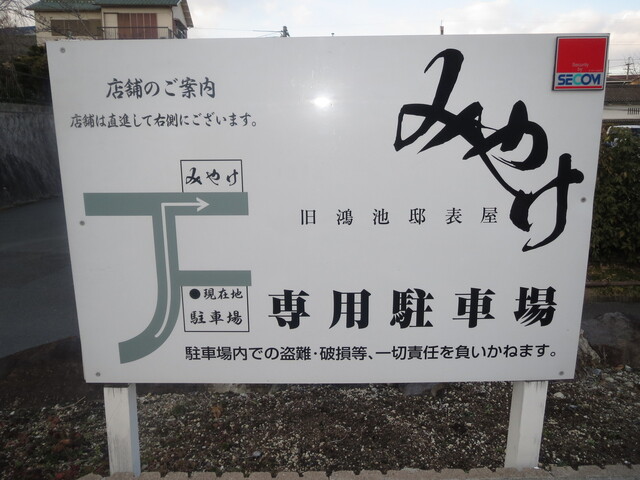 店舗のご案内
店舗は直進して右側にございます。
みやけ
旧鴻池邸表屋
みやけ
●現在地
駐車場
専用駐車場
駐車場内での盗難・破損等、一切責任を負いかねます。
Security by
SECOM